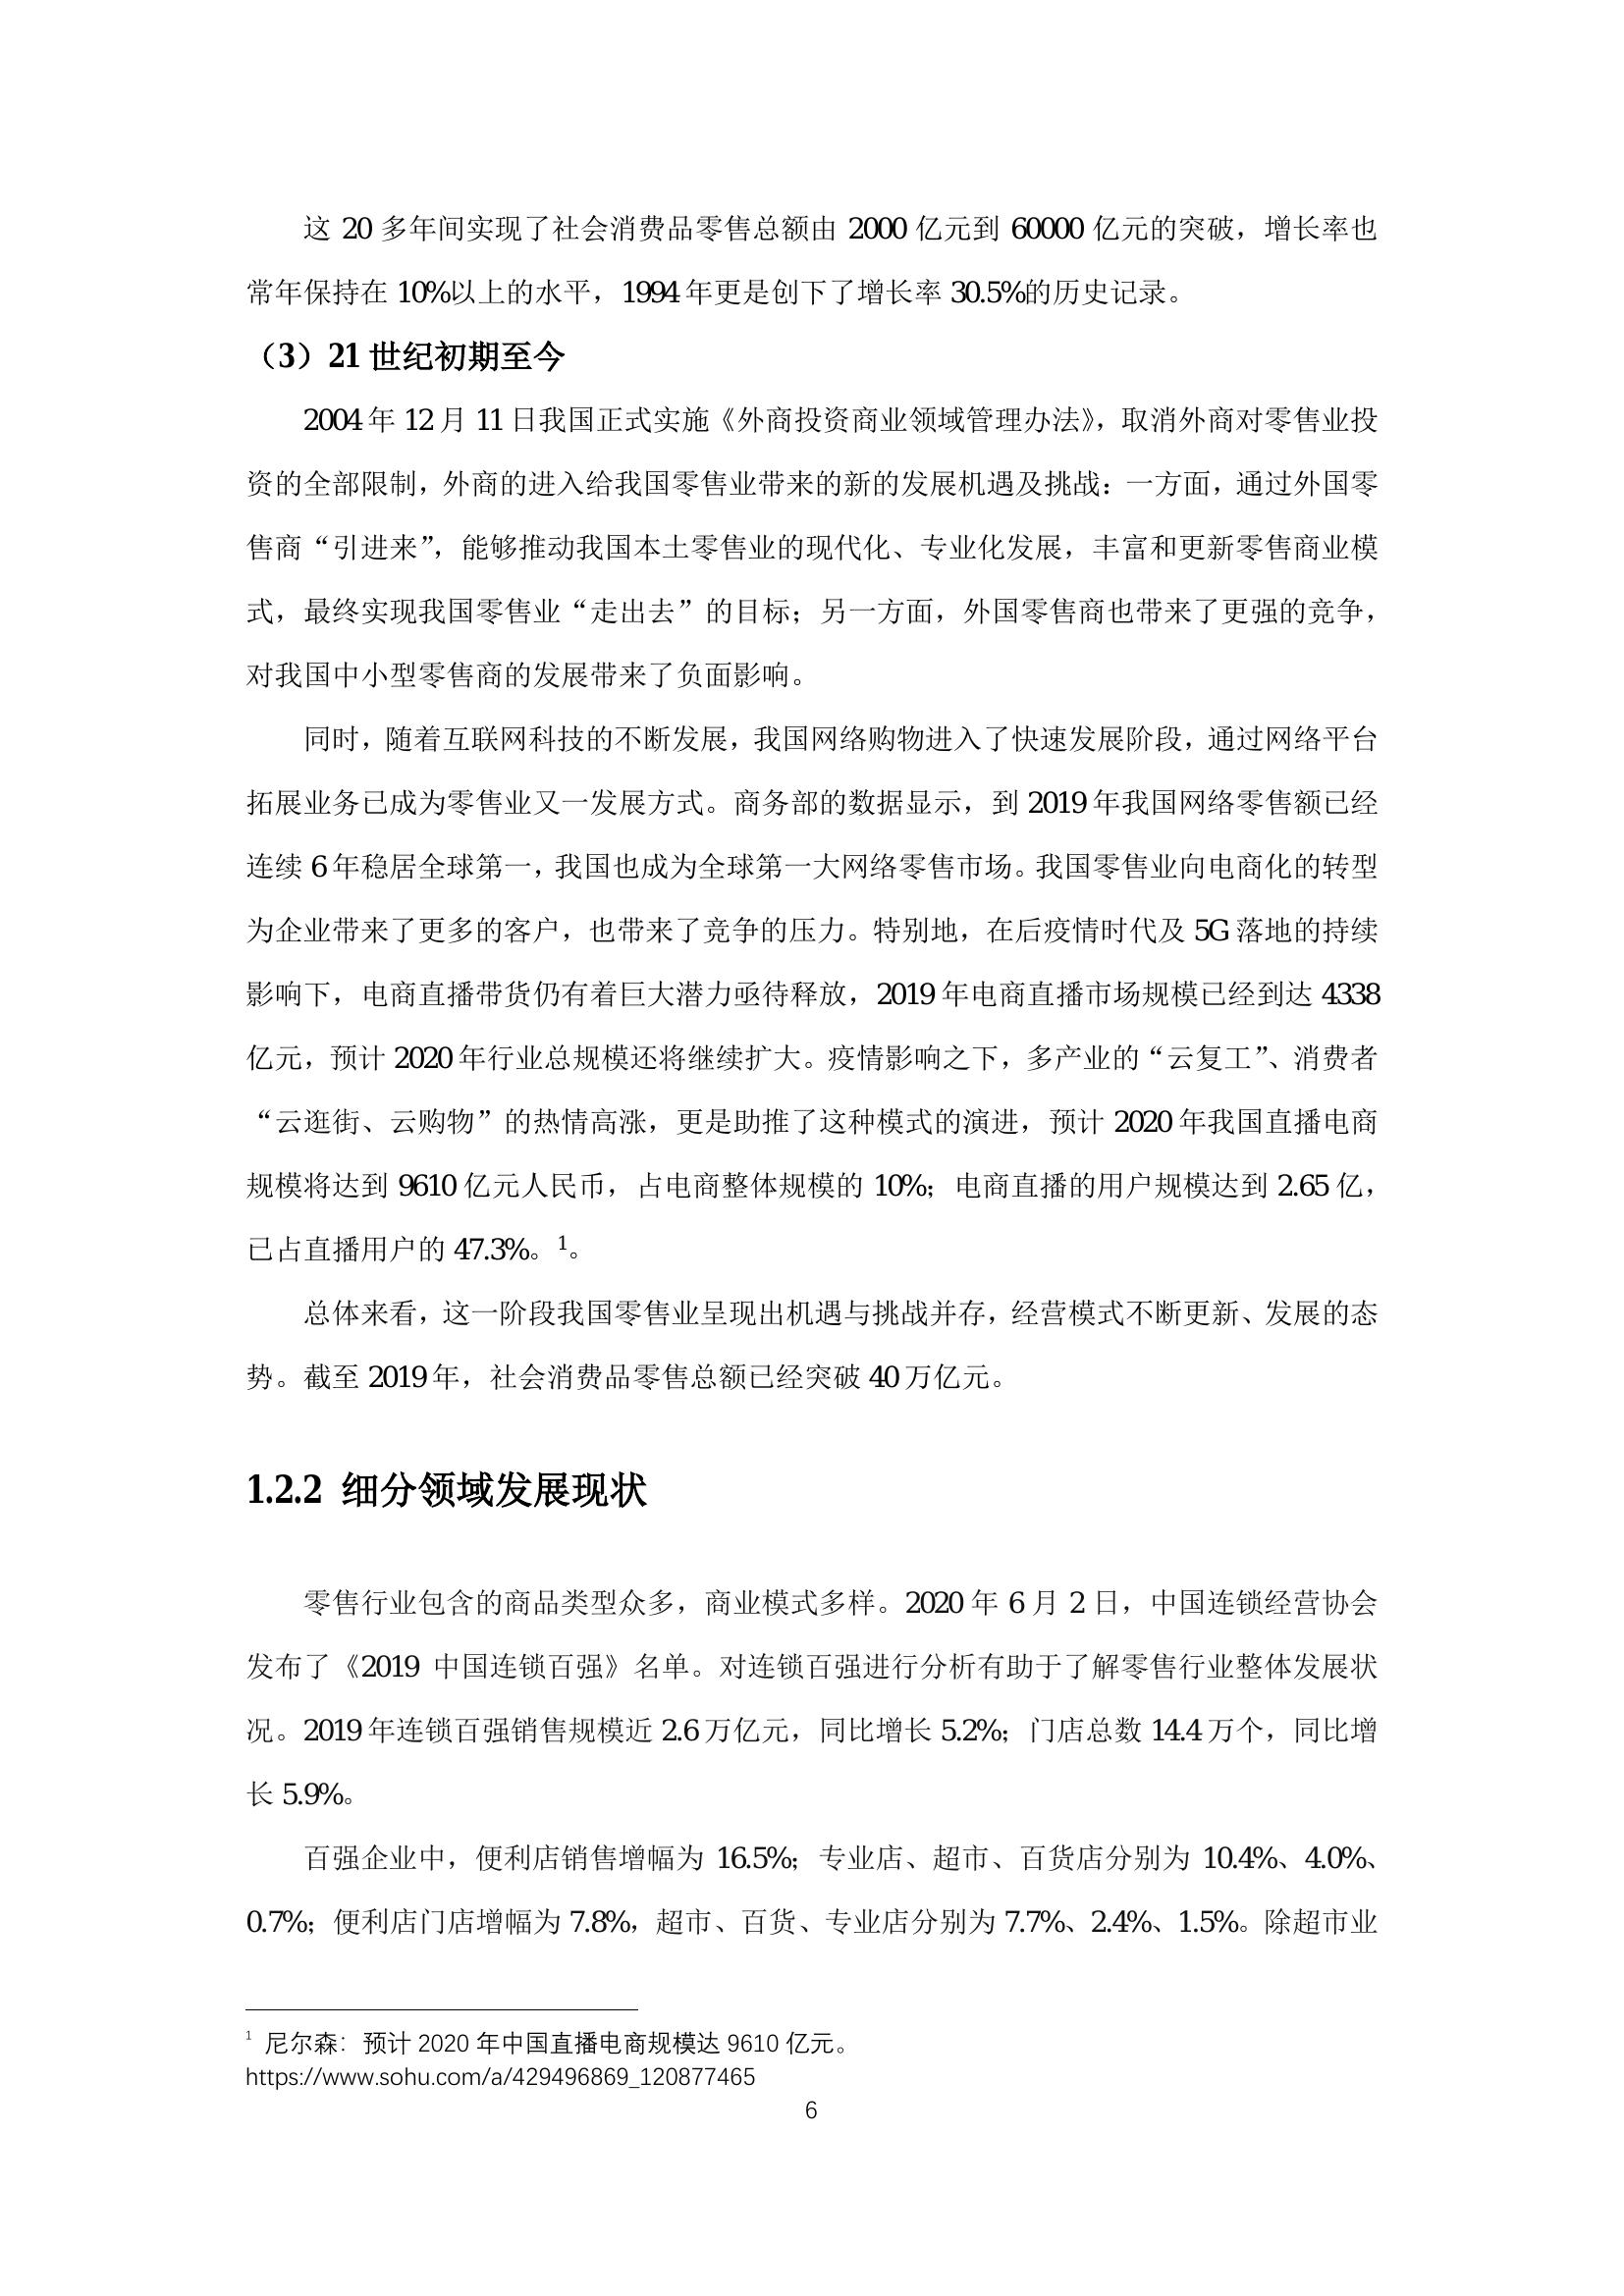 这 20 多年间实现了社会消费品零售总额由 2000 亿元到 60000 亿元的突破，增长率也
常年保持在 10%以上的水平，1994 年更是创下了增长率 30.5%的历史记录。
（3）21 世纪初期至今
2004 年 12 月 11 日我国正式实施《外商投资商业领域管理办法》，取消外商对零售业投
资的全部限制，外商的进入给我国零售业带来的新的发展机遇及挑战：一方面，通过外国零
售商“引进来”，能够推动我国本土零售业的现代化、专业化发展，丰富和更新零售商业模
式，最终实现我国零售业“走出去”的目标；另一方面，外国零售商也带来了更强的竞争，
对我国中小型零售商的发展带来了负面影响。
同时，随着互联网科技的不断发展，我国网络购物进入了快速发展阶段，通过网络平台
拓展业务已成为零售业又一发展方式。商务部的数据显示，到 2019 年我国网络零售额已经
连续 6 年稳居全球第一，我国也成为全球第一大网络零售市场。我国零售业向电商化的转型
为企业带来了更多的客户，也带来了竞争的压力。特别地，在后疫情时代及 5G 落地的持续
影响下，电商直播带货仍有着巨大潜力亟待释放，2019 年电商直播市场规模已经到达 4338
亿元，预计 2020 年行业总规模还将继续扩大。疫情影响之下，多产业的“云复工”、消费者
“云逛街、云购物”的热情高涨，更是助推了这种模式的演进，预计 2020 年我国直播电商
规模将达到 9610 亿元人民币，占电商整体规模的 10%；电商直播的用户规模达到 2.65 亿，
已占直播用户的 47.3%。¹。
总体来看，这一阶段我国零售业呈现出机遇与挑战并存，经营模式不断更新、发展的态
势。截至 2019 年，社会消费品零售总额已经突破 40 万亿元。
1.2.2 细分领域发展现状
零售行业包含的商品类型众多，商业模式多样。2020 年 6 月 2 日，中国连锁经营协会
发布了《2019 中国连锁百强》名单。对连锁百强进行分析有助于了解零售行业整体发展状
况。2019 年连锁百强销售规模近 2.6 万亿元，同比增长 5.2%；门店总数 14.4 万个，同比增
长 5.9%。
百强企业中，便利店销售增幅为 16.5%；专业店、超市、百货店分别为 10.4%、4.0%、
0.7%；便利店门店增幅为 7.8%，超市、百货、专业店分别为 7.7%、2.4%、1.5%。除超市业
¹ 尼尔森：预计 2020 年中国直播电商规模达 9610 亿元。
https://www.sohu.com/a/429496869_120877465
6